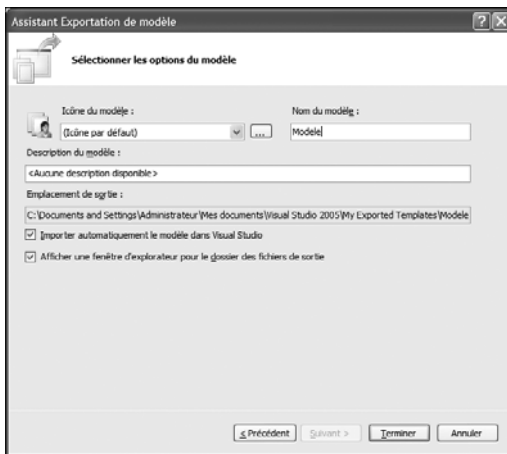 Assistant Exportation de modèle
Sélectionner les options du modèle
Icône du modèle :
Nom du modèle :
(Icône par défaut)
...
Modele
Description du modèle :
<Aucune description disponible>
Emplacement de sortie :
C:\Documents and Settings\Administrateur\Mes documents\Visual Studio 2005\My Exported Templates\Modele
Importer automatiquement le modèle dans Visual Studio
Afficher une fenêtre d'explorateur pour le dossier des fichiers de sortie
< Précédent
Suivant >
Terminer
Annuler